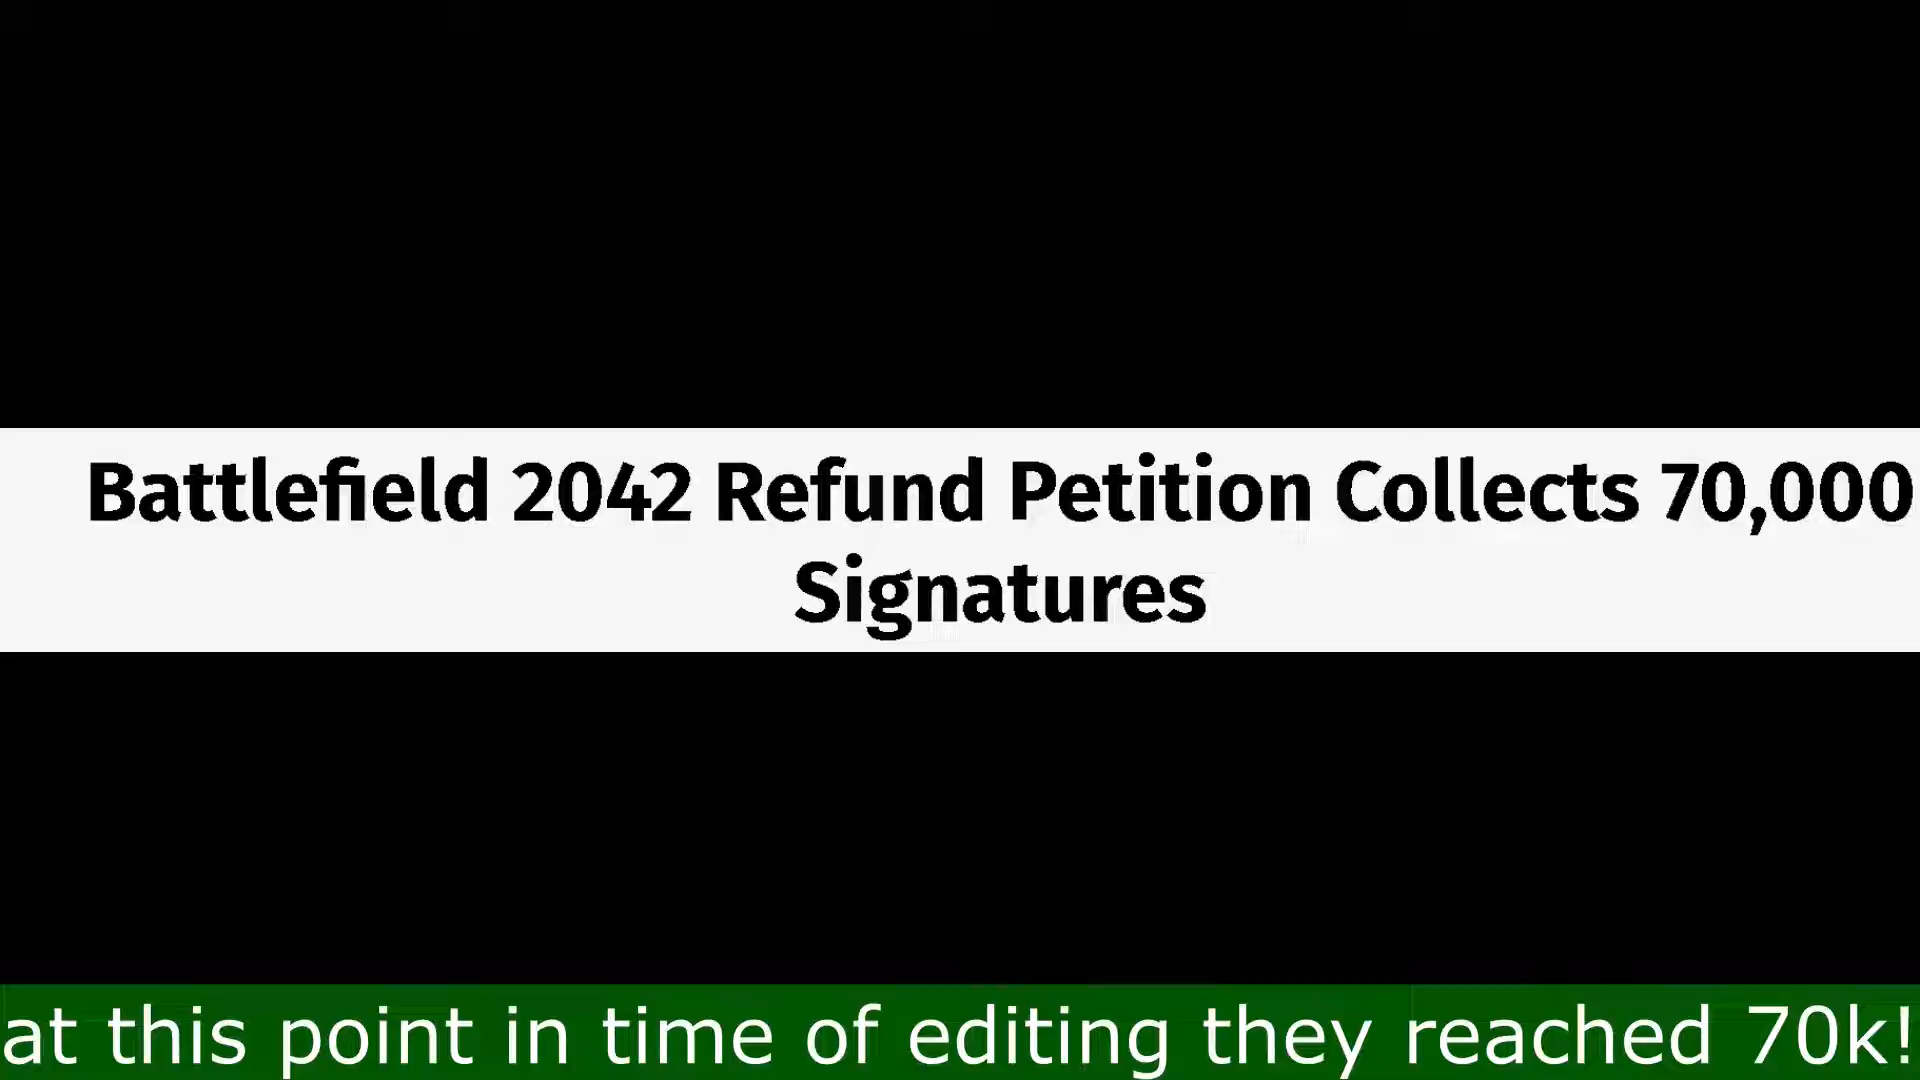 Battlefield 2042 Refund Petition Collects 70,000
Signatures
at this point in time of editing they reached 70k!